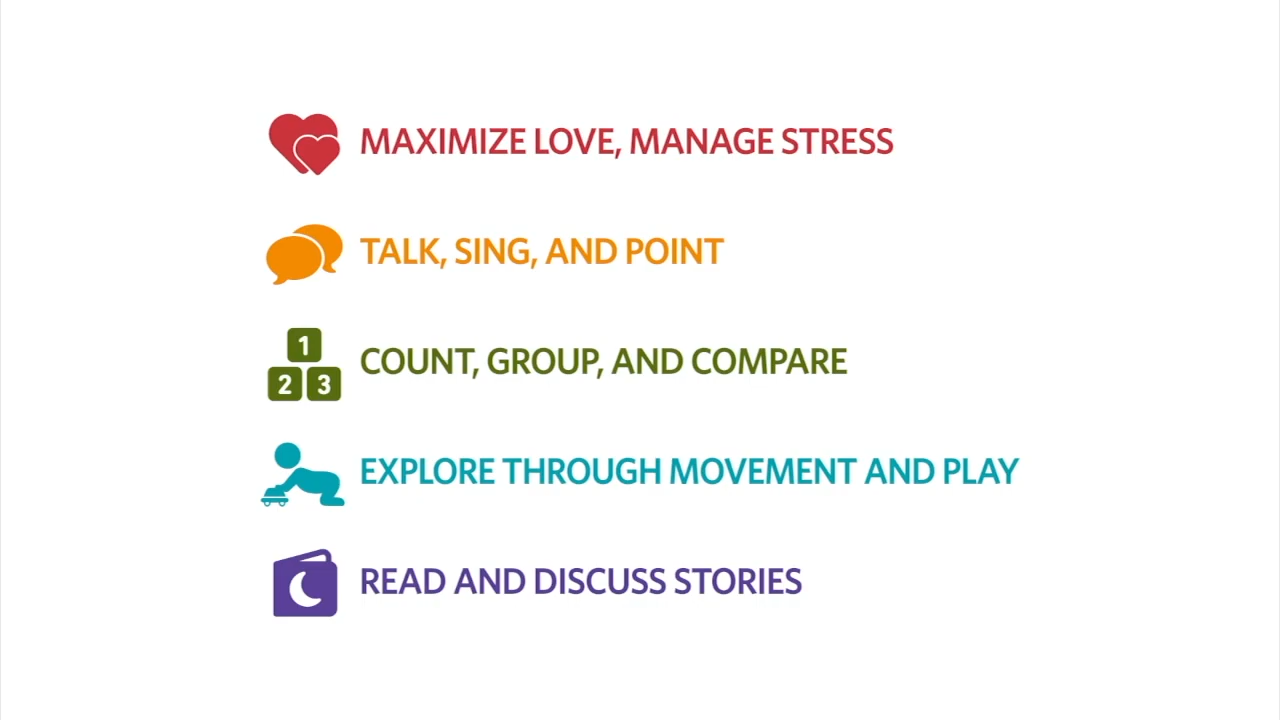 MAXIMIZE LOVE, MANAGE STRESS
TALK, SING, AND POINT
1
2 3
COUNT, GROUP, AND COMPARE
EXPLORE THROUGH MOVEMENT AND PLAY
READ AND DISCUSS STORIES